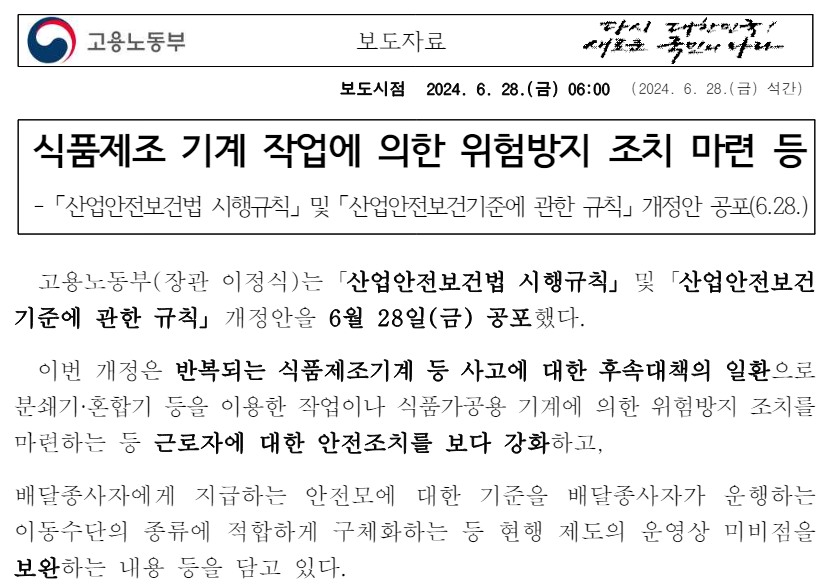 고용노동부
보도자료
다시 대한민국!
새로운 국민의 나라
보도시점 2024. 6. 28.(금) 06:00 (2024. 6. 28.(금) 석간)
식품제조 기계 작업에 의한 위험방지 조치 마련 등
-「산업안전보건법 시행규칙」 및 「산업안전보건기준에 관한 규칙」 개정안 공포(6.28.)
고용노동부(장관 이정식)는 「산업안전보건법 시행규칙」 및 「산업안전보건
기준에 관한 규칙」 개정안을 6월 28일(금) 공포했다.
이번 개정은 반복되는 식품제조기계 등 사고에 대한 후속대책의 일환으로
분쇄기·혼합기 등을 이용한 작업이나 식품가공용 기계에 의한 위험방지 조치를
마련하는 등 근로자에 대한 안전조치를 보다 강화하고,
배달종사자에게 지급하는 안전모에 대한 기준을 배달종사자가 운행하는
이동수단의 종류에 적합하게 구체화하는 등 현행 제도의 운영상 미비점을
보완하는 내용 등을 담고 있다.